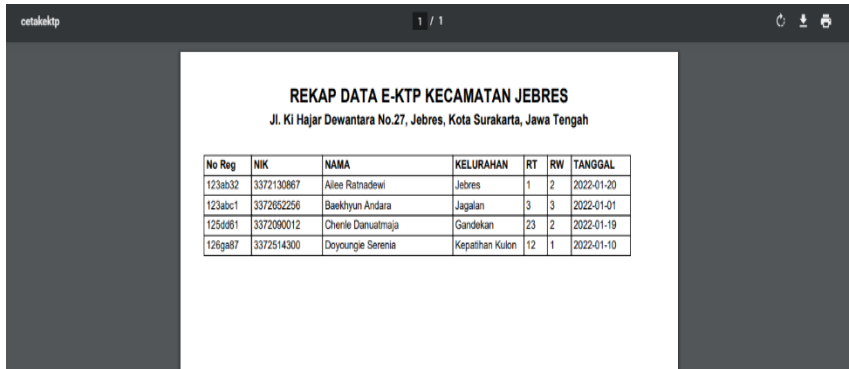 cetakektp 1 / 1
REKAP DATA E-KTP KECAMATAN JEBRES
Jl. Ki Hajar Dewantara No.27, Jebres, Kota Surakarta, Jawa Tengah
No Reg NIK NAMA KELURAHAN RT RW TANGGAL
123ab32 3372130867 Ailee Ratnadewi Jebres 1 2 2022-01-20
123abc1 3372652256 Baekhyun Andara Jagalan 3 3 2022-01-01
125dd61 3372090012 Chenle Danuatmaja Gandekan 23 2 2022-01-19
126ga87 3372514300 Doyoungie Serenia Kepatihan Kulon 12 1 2022-01-10